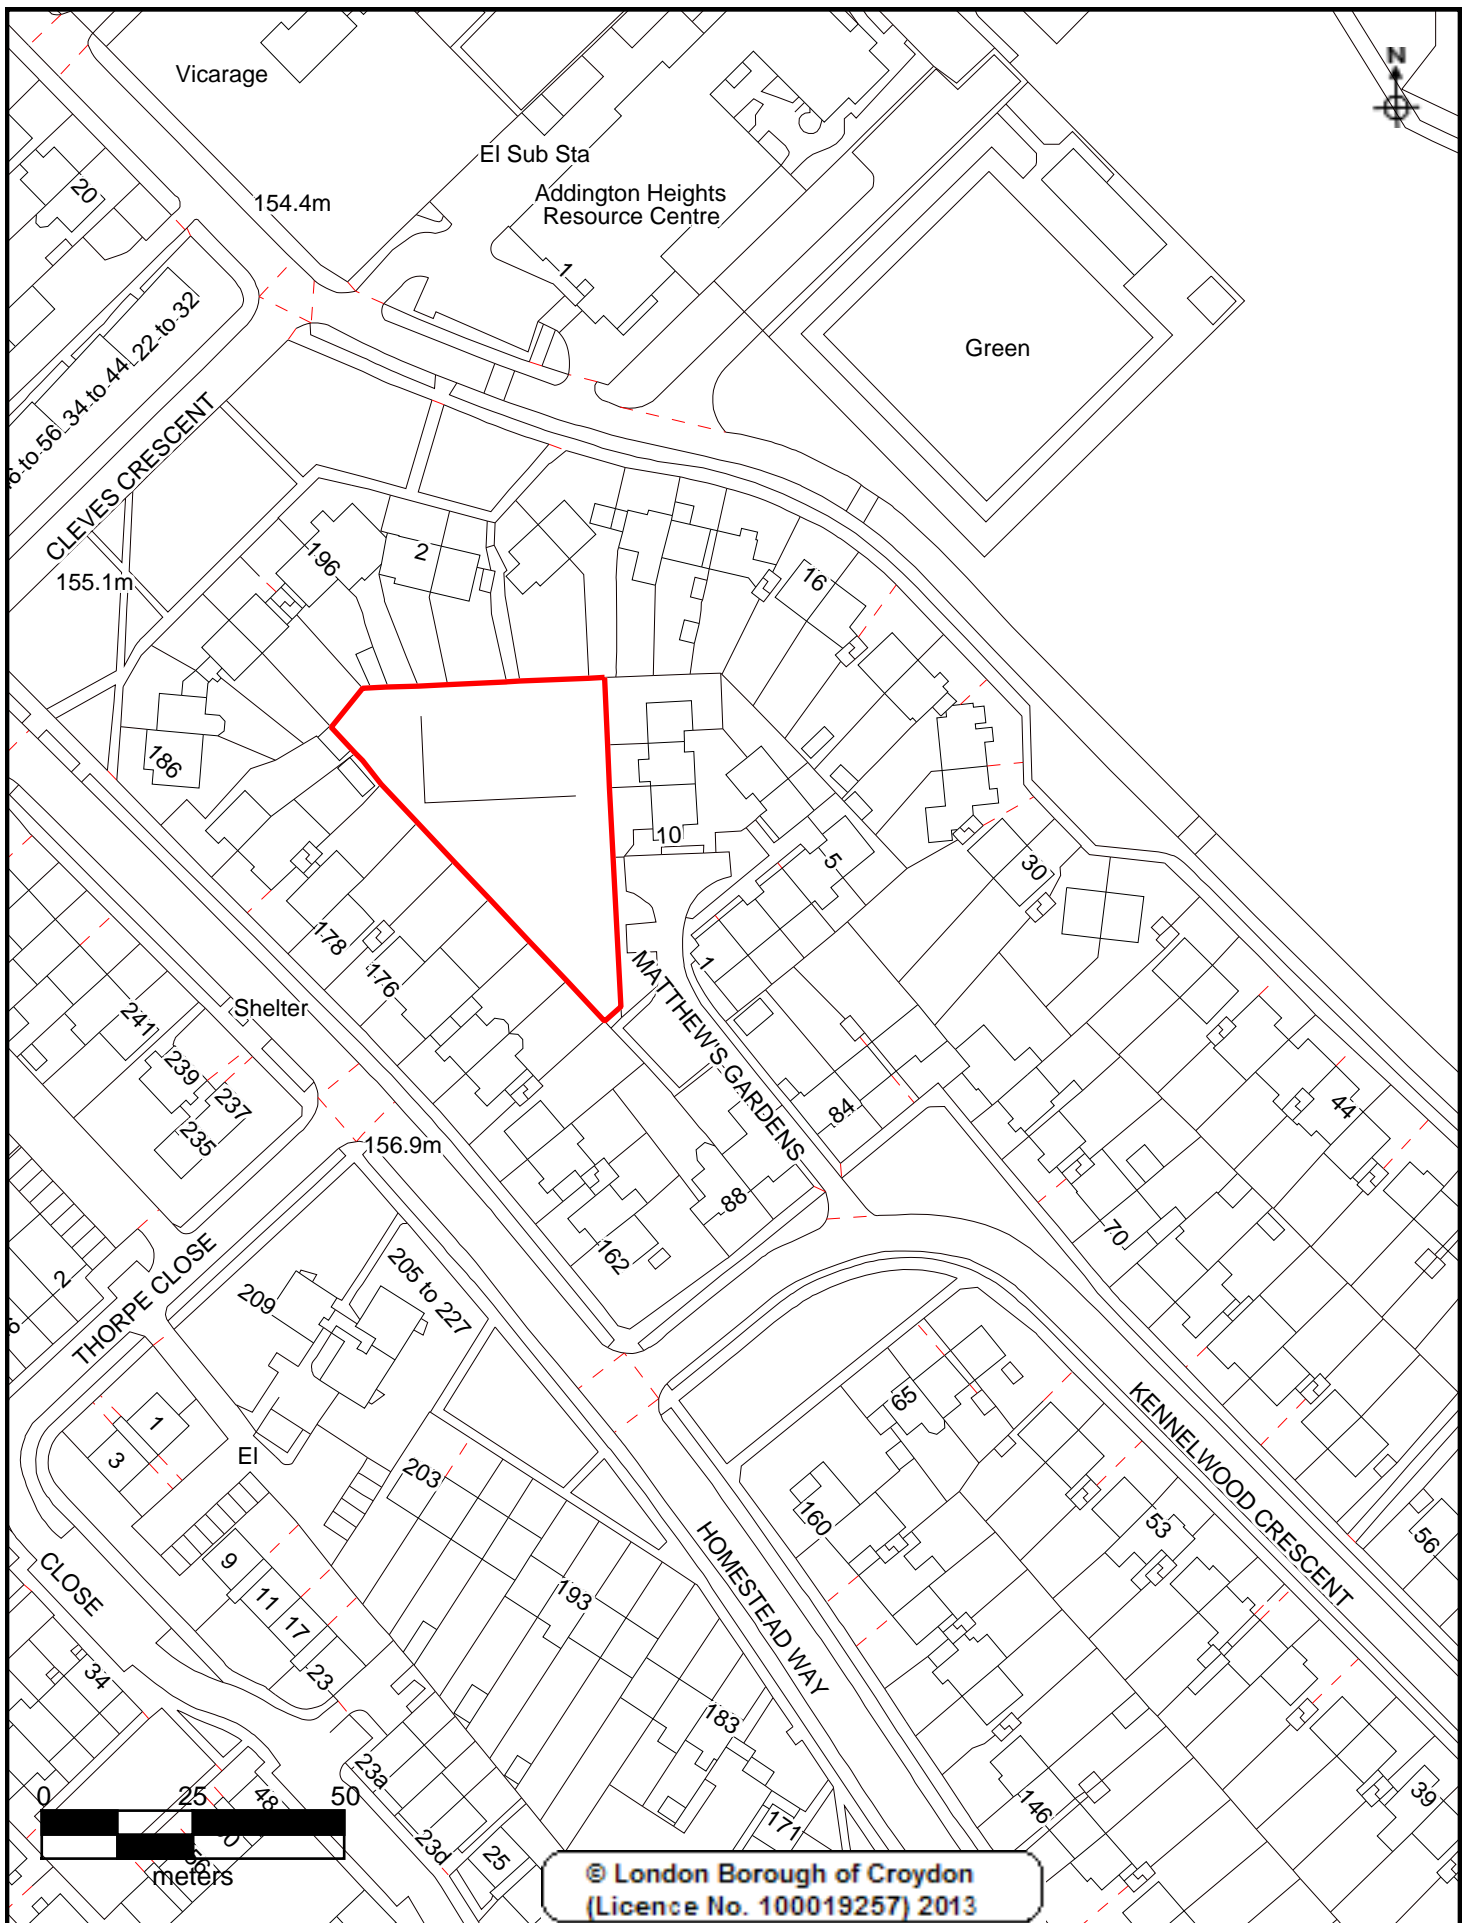 N
Vicarage
El Sub Sta
Addington Heights
Resource Centre
20
154.4m
1
22 to 32
34 to 44
to 56
Green
CLEVES CRESCENT
196
2
155.1m
16
186
10
5
30
178
176
1
MATTHEW'S GARDENS
Shelter
241
239
237
235
84
44
156.9m
88
70
162
2
THORPE CLOSE
209
205 to 227
1
3
El
203
65
KENNELWOOD CRESCENT
160
53
56
9
11
17
23
CLOSE
34
193
HOMESTEAD WAY
183
23a
23d
25
48
171
146
39
0 25 50
meters
© London Borough of Croydon
(Licence No. 100019257) 2013